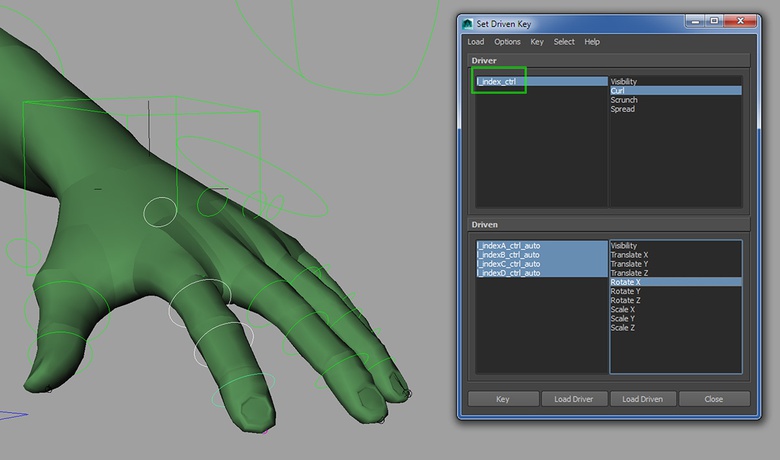 Set Driven Key
Load Options Key Select Help
Driver
l_index_ctrl
Visibility
Curl
Scrunch
Spread
Driven
l_indexA_ctrl_auto
l_indexB_ctrl_auto
l_indexC_ctrl_auto
l_indexD_ctrl_auto
Visibility
Translate X
Translate Y
Translate Z
Rotate X
Rotate Y
Rotate Z
Scale X
Scale Y
Scale Z
Key Load Driver Load Driven Close